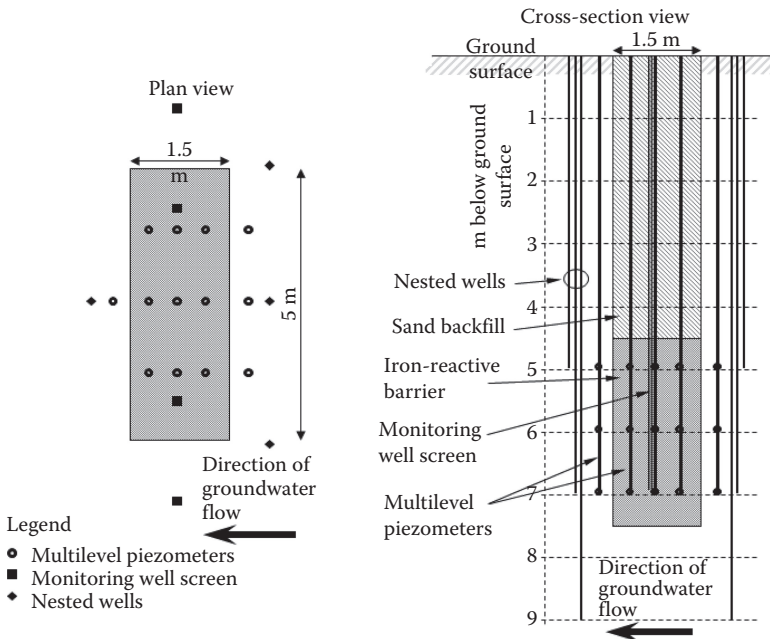 Plan view
1.5
m
5 m
Direction of
groundwater
flow
Legend
Multilevel piezometers
Monitoring well screen
Nested wells
Cross-section view
1.5 m
Ground
surface
m below ground
surface
1
2
3
4
5
6
7
8
9
Nested wells
Sand backfill
Iron-reactive
barrier
Monitoring
well screen
Multilevel
piezometers
Direction of
groundwater
flow